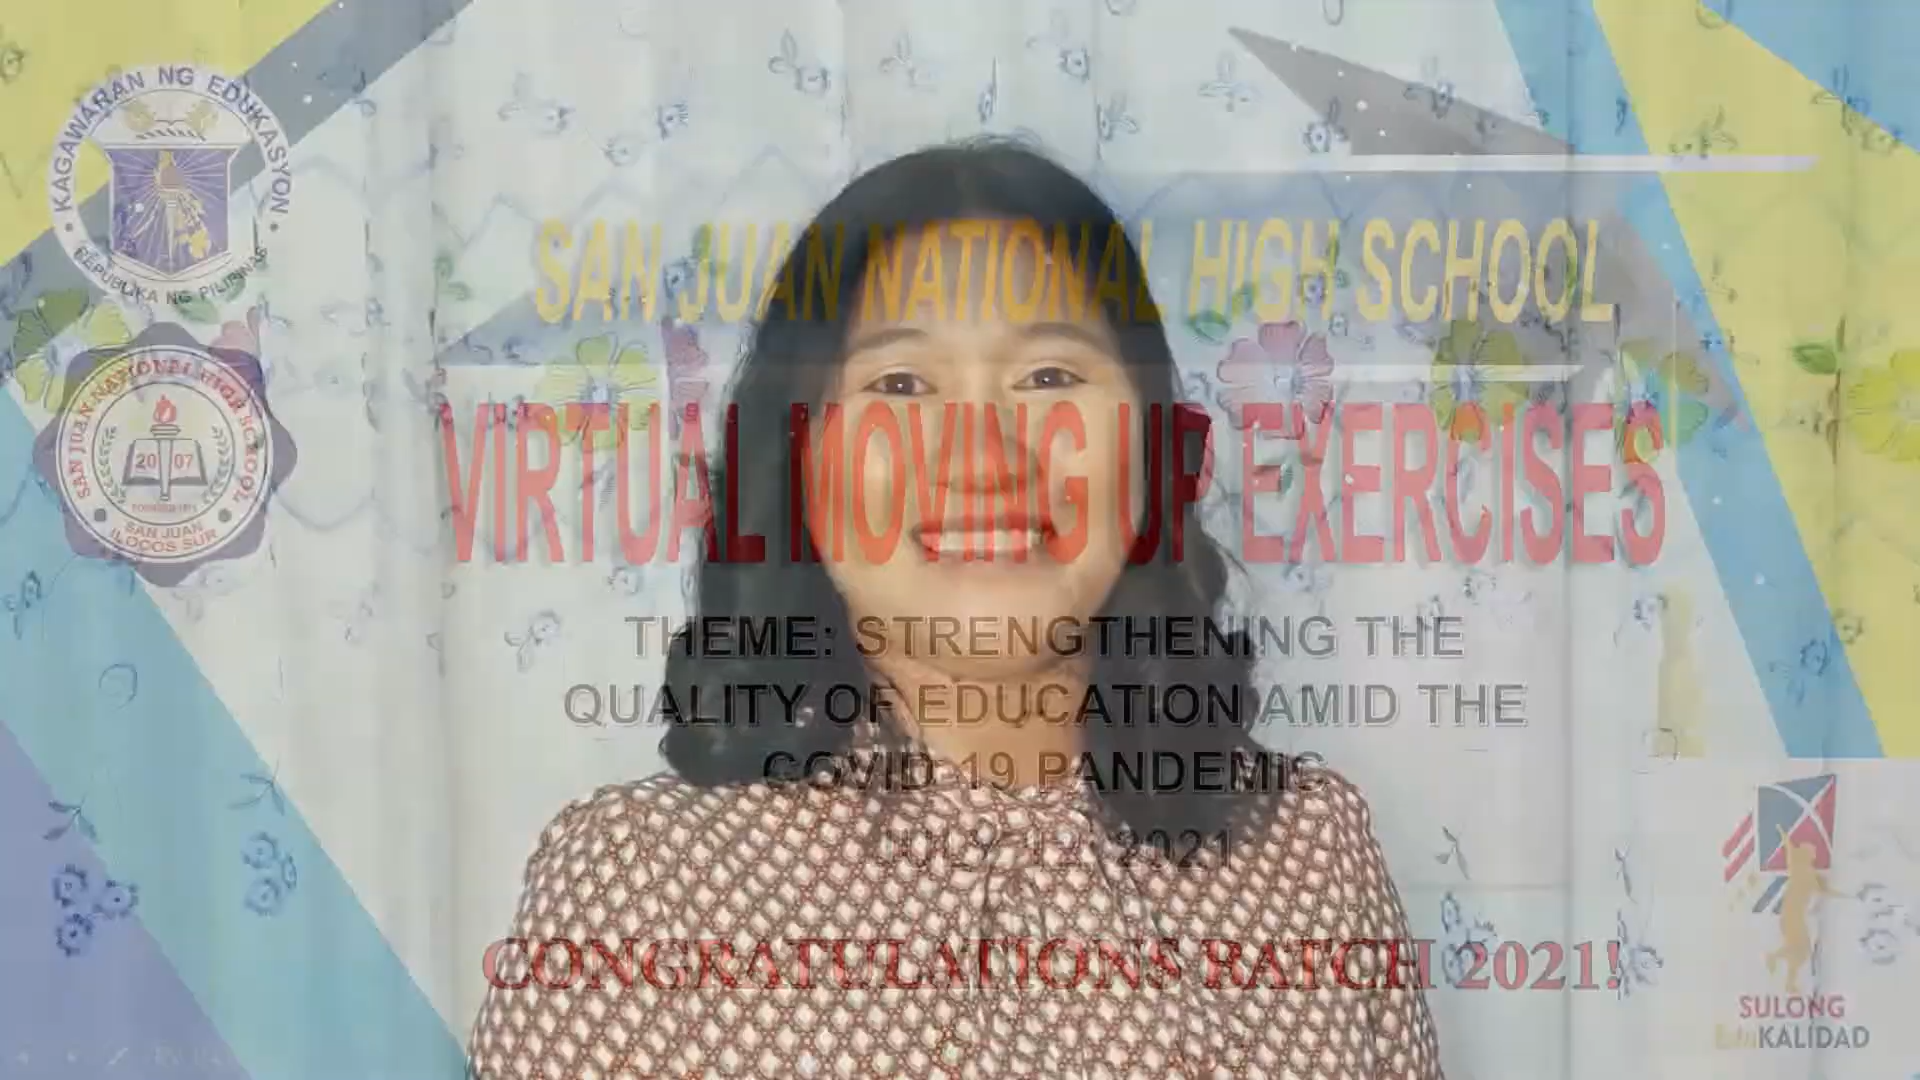 KAGAWARAN NG EDUKASYON
REPUBLIKA NG PILIPINAS
SAN JUAN NATIONAL HIGH SCHOOL
20 07
SAN JUAN
ILOCOS SUR
SAN JUAN NATIONAL HIGH SCHOOL
VIRTUAL MOVING UP EXERCISES
THEME: STRENGTHENING THE
QUALITY OF EDUCATION AMID THE
COVID-19 PANDEMIC
JULY 12, 2021
CONGRATULATIONS BATCH 2021!
SULONG
EduKALIDAD